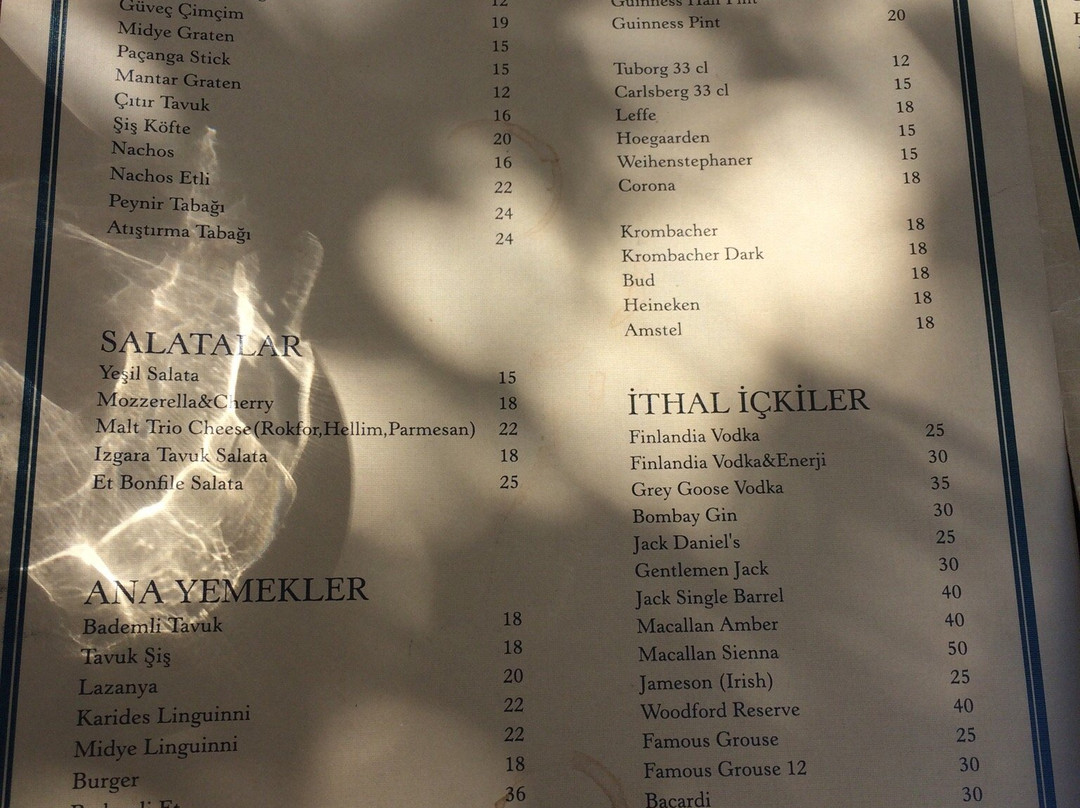 12
Güveç Çimçim 19
Midye Graten 15
Paçanga Stick 15
Mantar Graten 12
Çıtır Tavuk 16
Şiş Köfte 20
Nachos 16
Nachos Etli 22
Peynir Tabağı 24
Atıştırma Tabağı 24
SALATALAR
Yeşil Salata 15
Mozzerella&Cherry 18
Malt Trio Cheese(Rokfor,Hellim,Parmesan) 22
Izgara Tavuk Salata 18
Et Bonfile Salata 25
ANA YEMEKLER
Bademli Tavuk 18
Tavuk Şiş 18
Lazanya 20
Karides Linguinni 22
Midye Linguinni 22
Burger 18
36
Guinness Half Pint
Guinness Pint 20
Tuborg 33 cl 12
Carlsberg 33 cl 15
Leffe 18
Hoegaarden 15
Weihenstephaner 15
Corona 18
Krombacher 18
Krombacher Dark 18
Bud 18
Heineken 18
Amstel 18
İTHAL İÇKİLER
Finlandia Vodka 25
Finlandia Vodka&Enerji 30
Grey Goose Vodka 35
Bombay Gin 30
Jack Daniel's 25
Gentlemen Jack 30
Jack Single Barrel 40
Macallan Amber 40
Macallan Sienna 50
Jameson (Irish) 25
Woodford Reserve 40
Famous Grouse 25
Famous Grouse 12 30
Bacardi 30